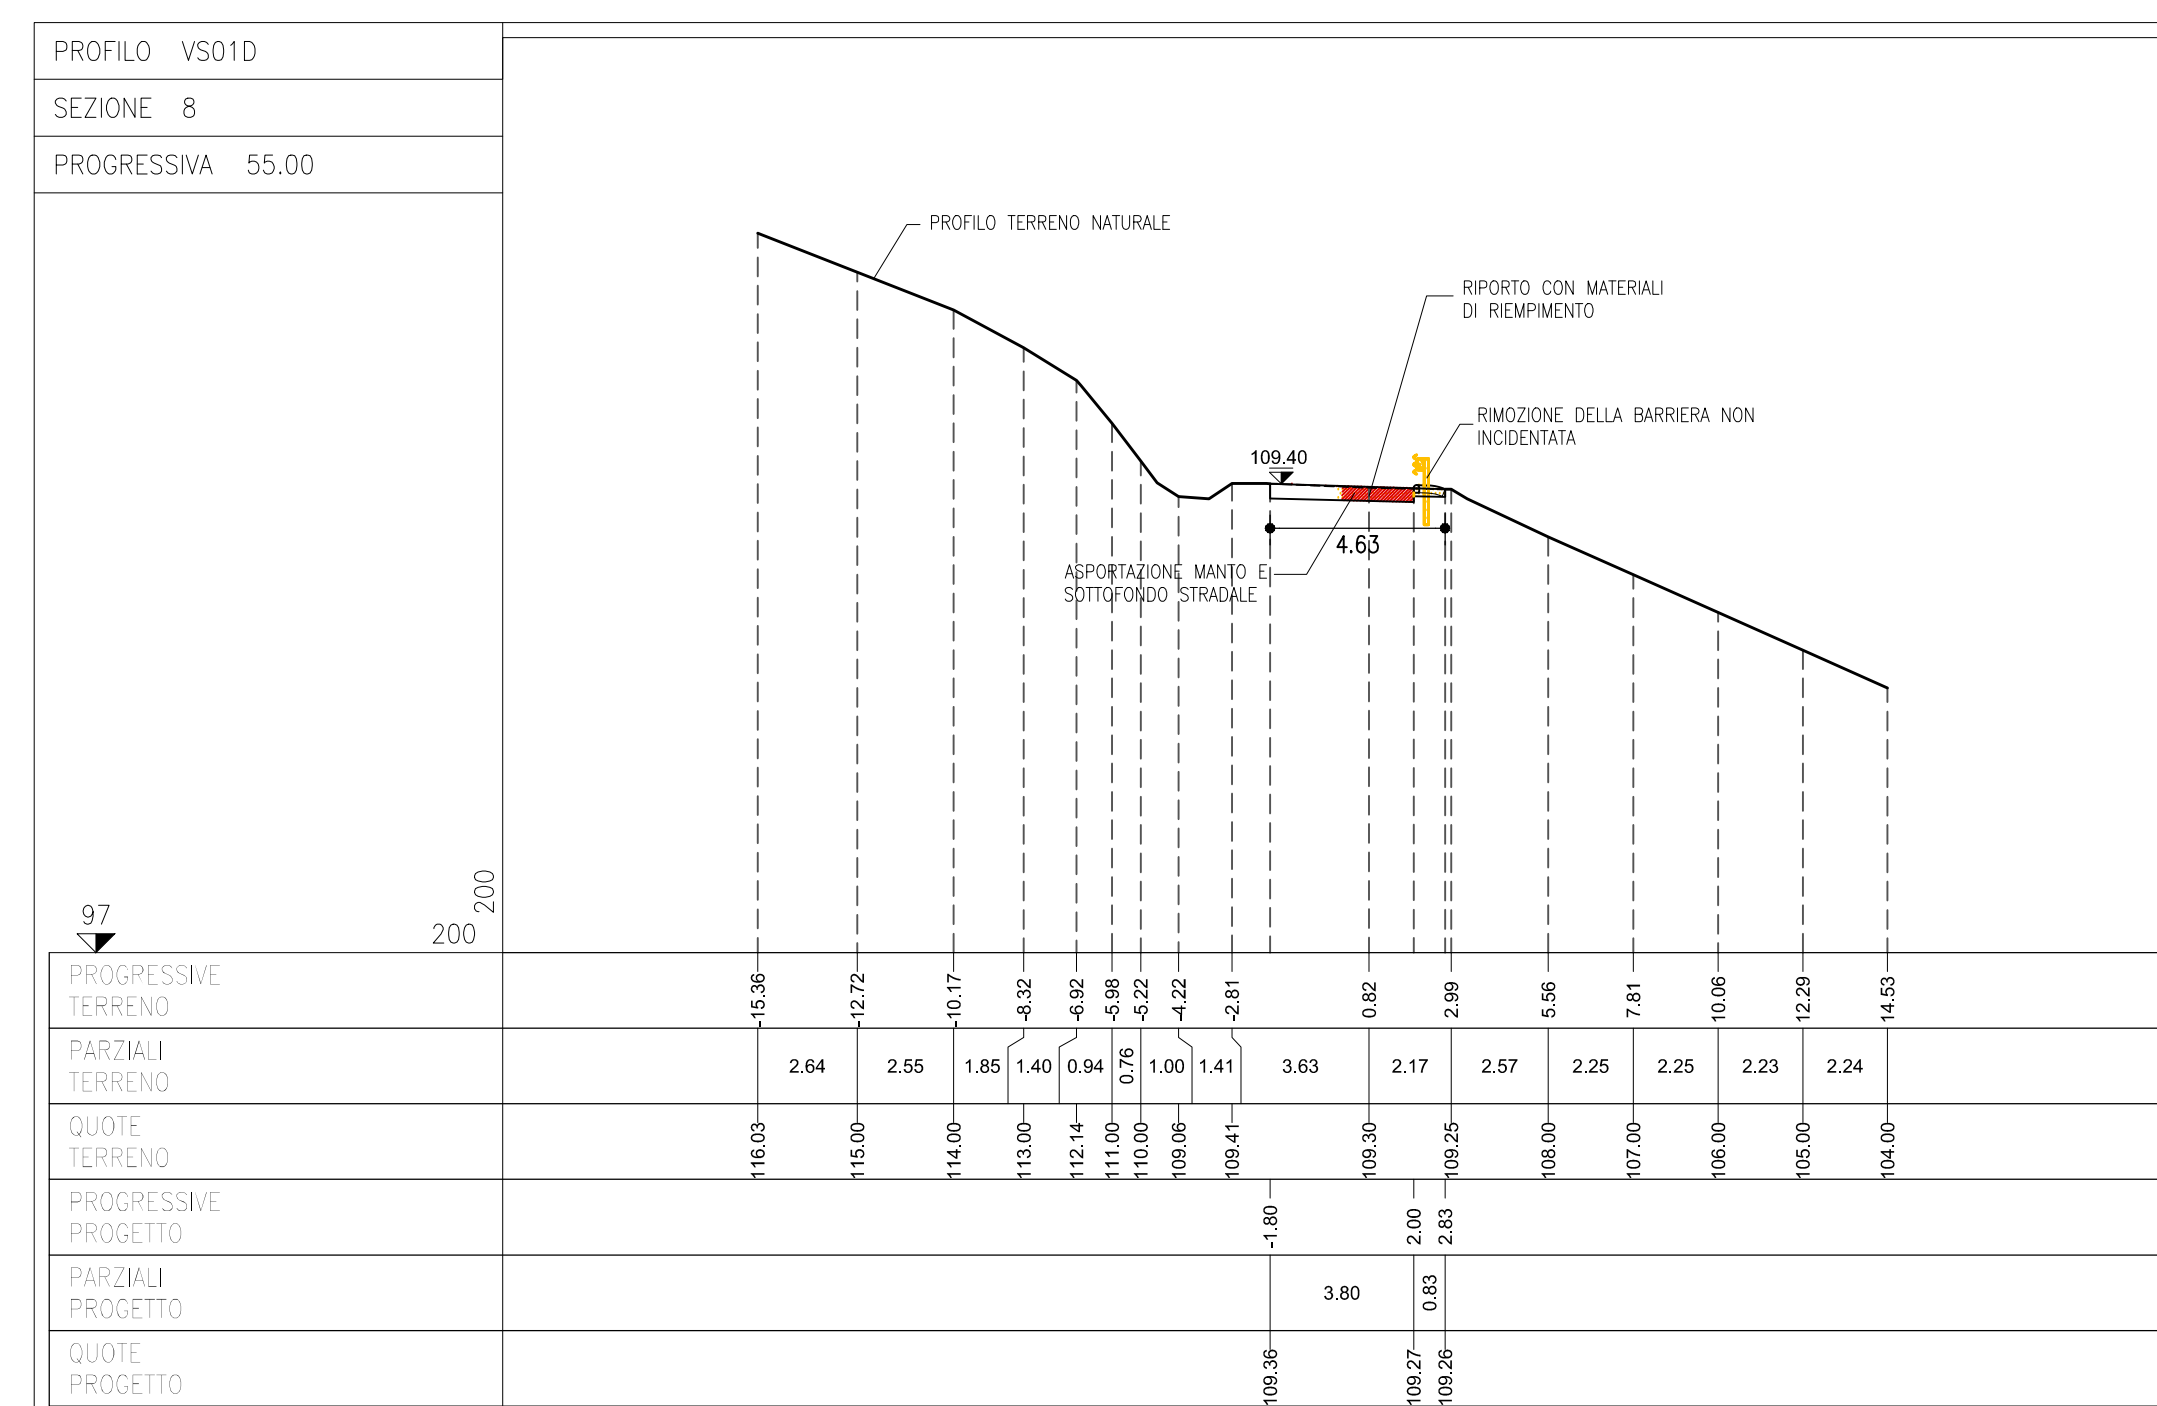 PROFILO VS01D
SEZIONE 8
PROGRESSIVA 55.00
PROFILO TERRENO NATURALE
RIPORTO CON MATERIALI
DI RIEMPIMENTO
RIMOZIONE DELLA BARRIERA NON
INCIDENTATA
109.40
4.63
ASPORTAZIONE MANTO E
SOTTOFONDO STRADALE
97
200
200
PROGRESSIVE
TERRENO
-15.36 -12.72 -10.17 -8.32 -6.92 -5.98 -5.22 -4.22 -2.81 0.82 2.99 5.56 7.81 10.06 12.29 14.53
PARZIALI
TERRENO
2.64 2.55 1.85 1.40 0.94 0.76 1.00 1.41 3.63 2.17 2.57 2.25 2.25 2.23 2.24
QUOTE
TERRENO
116.03 115.00 114.00 113.00 112.14 111.00 110.00 109.06 109.41 109.30 109.25 108.00 107.00 106.00 105.00 104.00
PROGRESSIVE
PROGETTO
-1.80 2.00 2.83
PARZIALI
PROGETTO
3.80 0.83
QUOTE
PROGETTO
109.36 109.27 109.26